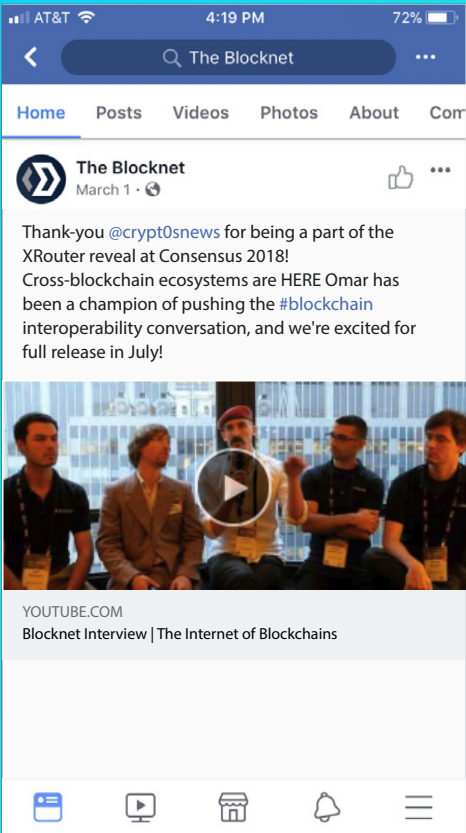 AT&T 4:19 PM 72%
The Blocknet
Home Posts Videos Photos About Com
The Blocknet
March 1 ·
Thank-you @crypt0snews for being a part of the
XRouter reveal at Consensus 2018!
Cross-blockchain ecosystems are HERE Omar has
been a champion of pushing the #blockchain
interoperability conversation, and we're excited for
full release in July!
YOUTUBE.COM
Blocknet Interview | The Internet of Blockchains